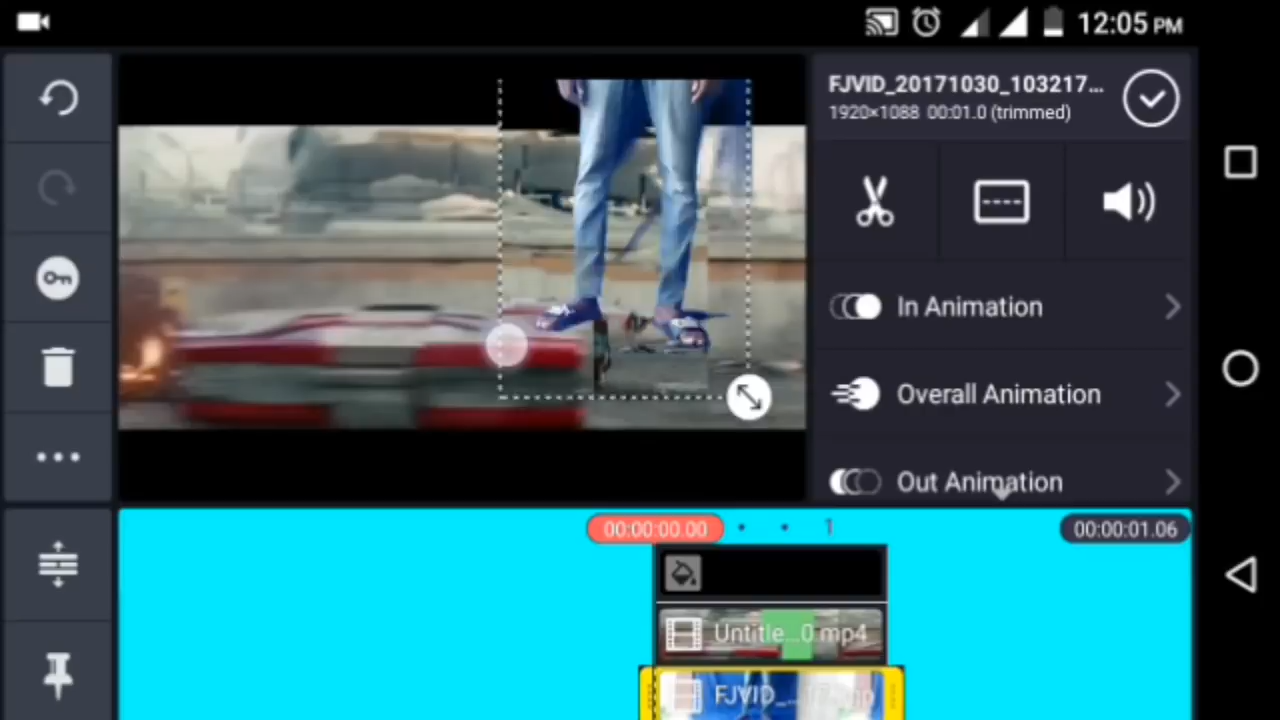 12:05 PM
FJVID_20171030_103217...
1920×1088 00:01.0 (trimmed)
In Animation
Overall Animation
Out Animation
00:00:00.00
1
00:00:01.06
Untitle...0.mp4
FJVID_...